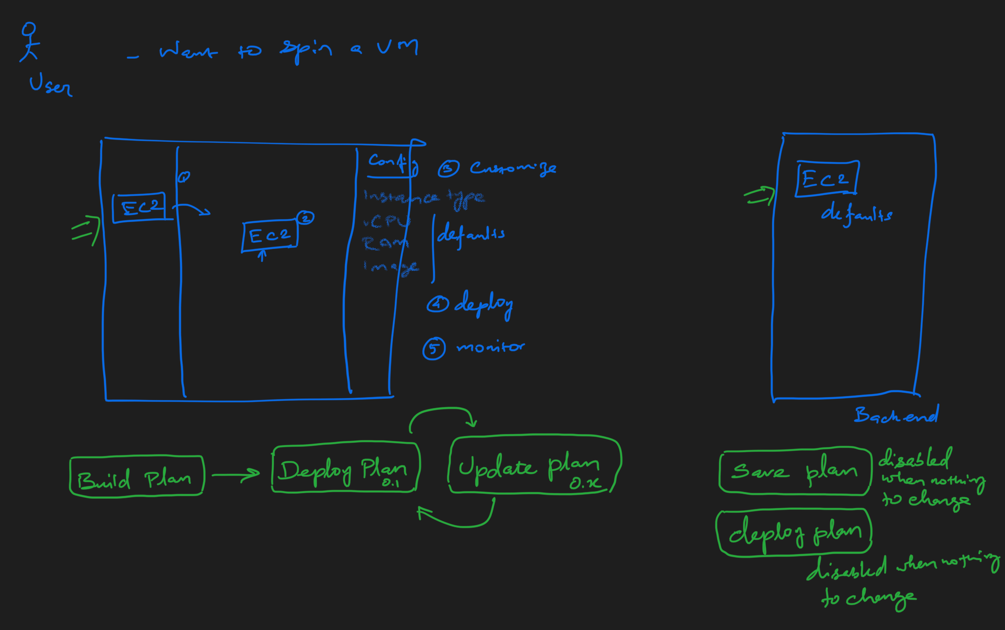 User
- Want to spin a VM
EC2
EC2
②
Config
Instance type
vCPU
Ram
Image
defaults
③ Customize
④ deploy
⑤ monitor
EC2
defaults
Backend
Build Plan
Deploy Plan
0.1
Update plan
0.x
Save plan
disabled
when nothing
to change
deploy plan
disabled when nothing
to change